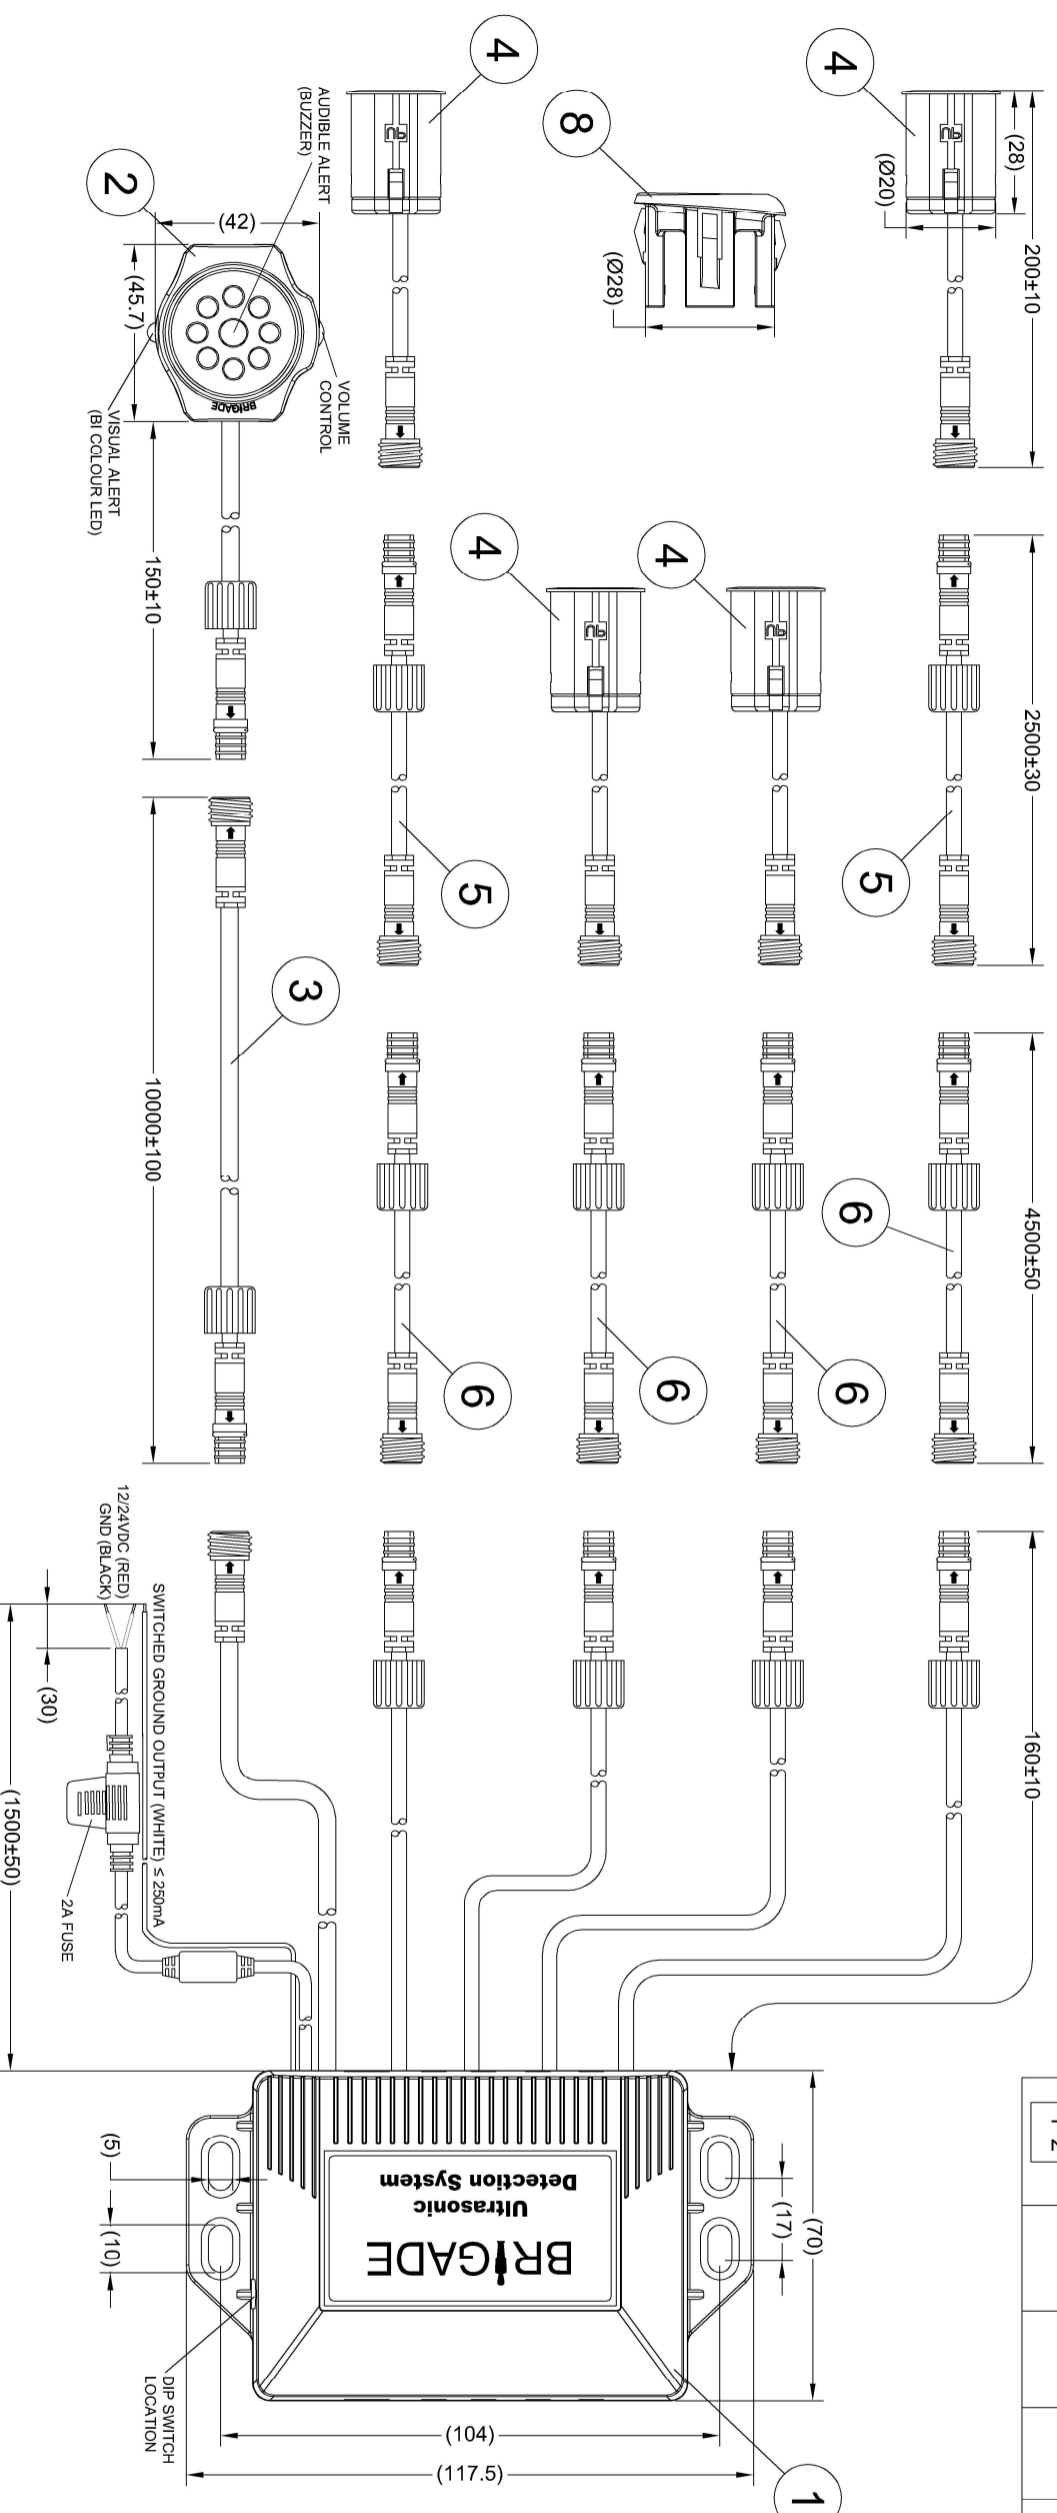 200±10
2500±30
4500±50
160±10
(28)
(Ø20)
4
4
5
6
6
6
6
5
4
4
8
(Ø28)
(70)
(17)
1
(104)
(117.5)
BRIGADE
Ultrasonic
Detection System
(5)
(10)
DIP SWITCH
LOCATION
AUDIBLE ALERT
(BUZZER)
VOLUME
CONTROL
2
(42)
(45.7)
BRIGADE
VISUAL ALERT
(BI COLOUR LED)
150±10
3
10000±100
SWITCHED GROUND OUTPUT (WHITE) ≤ 250mA
12/24VDC (RED)
GND (BLACK)
2A FUSE
(30)
(1500±50)